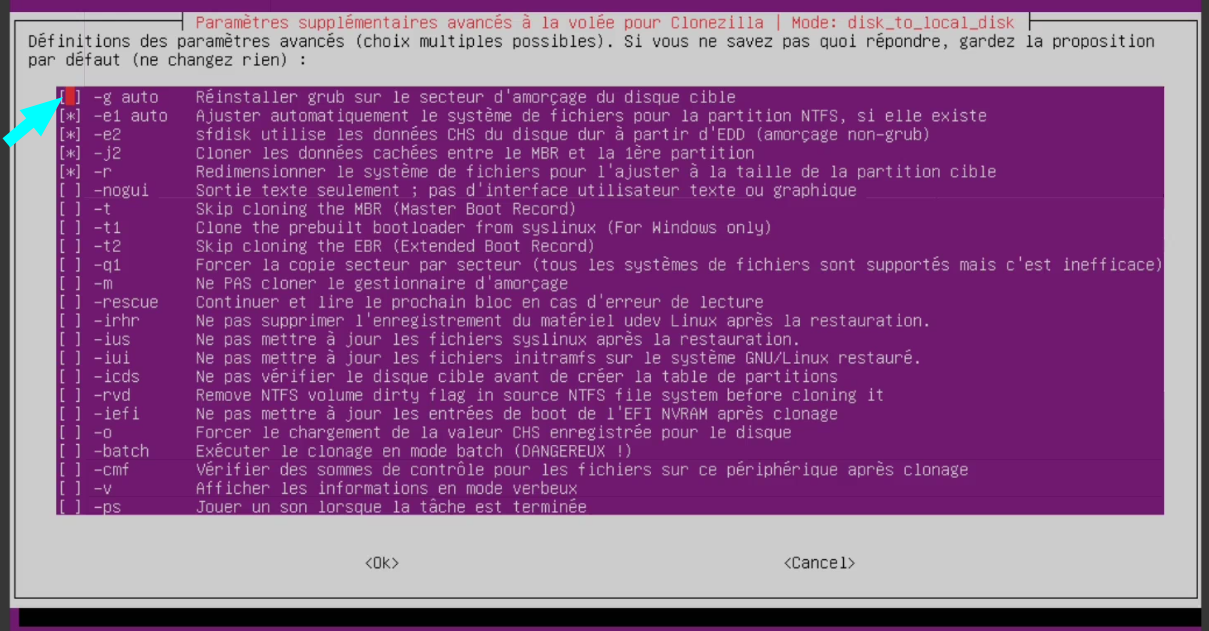 Paramètres supplémentaires avancés à la volée pour Clonezilla | Mode: disk_to_local_disk
Définitions des paramètres avancés (choix multiples possibles). Si vous ne savez pas quoi répondre, gardez la proposition
par défaut (ne changez rien) :
[ ] -g auto Réinstaller grub sur le secteur d'amorçage du disque cible
[*] -e1 auto Ajuster automatiquement le système de fichiers pour la partition NTFS, si elle existe
[*] -e2 sfdisk utilise les données CHS du disque dur à partir d'EDD (amorçage non-grub)
[*] -j2 Cloner les données cachées entre le MBR et la 1ère partition
[*] -r Redimensionner le système de fichiers pour l'ajuster à la taille de la partition cible
[ ] -nogui Sortie texte seulement ; pas d'interface utilisateur texte ou graphique
[ ] -t Skip cloning the MBR (Master Boot Record)
[ ] -t1 Clone the prebuilt bootloader from syslinux (For Windows only)
[ ] -t2 Skip cloning the EBR (Extended Boot Record)
[ ] -q1 Forcer la copie secteur par secteur (tous les systèmes de fichiers sont supportés mais c'est inefficace)
[ ] -m Ne PAS cloner le gestionnaire d'amorçage
[ ] -rescue Continuer et lire le prochain bloc en cas d'erreur de lecture
[ ] -irhr Ne pas supprimer l'enregistrement du matériel udev Linux après la restauration.
[ ] -ius Ne pas mettre à jour les fichiers syslinux après la restauration.
[ ] -iui Ne pas mettre à jour les fichiers initramfs sur le système GNU/Linux restauré.
[ ] -icds Ne pas vérifier le disque cible avant de créer la table de partitions
[ ] -rvd Remove NTFS volume dirty flag in source NTFS file system before cloning it
[ ] -iefi Ne pas mettre à jour les entrées de boot de l'EFI NVRAM après clonage
[ ] -o Forcer le chargement de la valeur CHS enregistrée pour le disque
[ ] -batch Exécuter le clonage en mode batch (DANGEREUX !)
[ ] -cmf Vérifier des sommes de contrôle pour les fichiers sur ce périphérique après clonage
[ ] -v Afficher les informations en mode verbeux
[ ] -ps Jouer un son lorsque la tâche est terminée
<Ok> <Cancel>